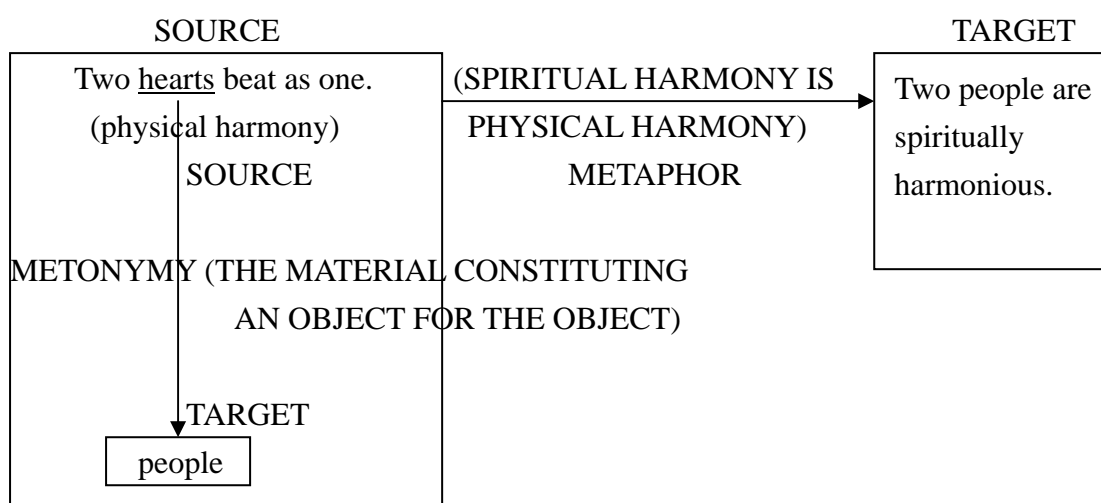 SOURCE
TARGET
Two hearts beat as one.
(physical harmony)
SOURCE
(SPIRITUAL HARMONY IS
PHYSICAL HARMONY)
METAPHOR
Two people are
spiritually
harmonious.
METONYMY (THE MATERIAL CONSTITUTING
AN OBJECT FOR THE OBJECT)
TARGET
people